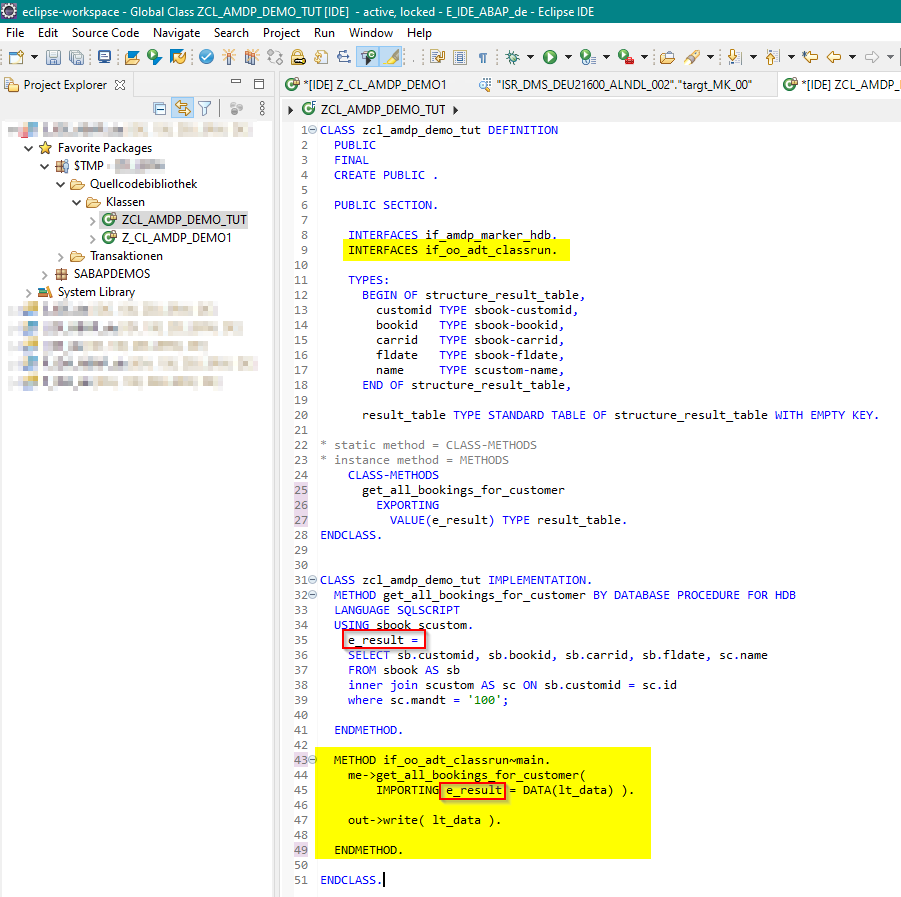 eclipse-workspace - Global Class ZCL_AMDP_DEMO_TUT [IDE] - active, locked - E_IDE_ABAP_de - Eclipse IDE
File Edit Source Code Navigate Search Project Run Window Help
Project Explorer
*[IDE] Z_CL_AMDP_DEMO1
"ISR_DMS_DEU21600_ALNDL_002"."targt_MK_00"
*[IDE] ZCL_AMDP_
ZCL_AMDP_DEMO_TUT
Favorite Packages
$TMP -
Quellcodebibliothek
Klassen
ZCL_AMDP_DEMO_TUT
Z_CL_AMDP_DEMO1
Transaktionen
SABAPDEMOS
System Library
1 CLASS zcl_amdp_demo_tut DEFINITION
2 PUBLIC
3 FINAL
4 CREATE PUBLIC .
5
6 PUBLIC SECTION.
7
8 INTERFACES if_amdp_marker_hdb.
9 INTERFACES if_oo_adt_classrun.
10
11 TYPES:
12 BEGIN OF structure_result_table,
13 customid TYPE sbook-customid,
14 bookid TYPE sbook-bookid,
15 carrid TYPE sbook-carrid,
16 fldate TYPE sbook-fldate,
17 name TYPE scustom-name,
18 END OF structure_result_table,
19
20 result_table TYPE STANDARD TABLE OF structure_result_table WITH EMPTY KEY.
21
22 * static method = CLASS-METHODS
23 * instance method = METHODS
24 CLASS-METHODS
25 get_all_bookings_for_customer
26 EXPORTING
27 VALUE(e_result) TYPE result_table.
28 ENDCLASS.
29
30
31 CLASS zcl_amdp_demo_tut IMPLEMENTATION.
32 METHOD get_all_bookings_for_customer BY DATABASE PROCEDURE FOR HDB
33 LANGUAGE SQLSCRIPT
34 USING sbook scustom.
35 e_result =
36 SELECT sb.customid, sb.bookid, sb.carrid, sb.fldate, sc.name
37 FROM sbook AS sb
38 inner join scustom AS sc ON sb.customid = sc.id
39 where sc.mandt = '100';
40
41 ENDMETHOD.
42
43 METHOD if_oo_adt_classrun~main.
44 me->get_all_bookings_for_customer(
45 IMPORTING e_result = DATA(lt_data) ).
46
47 out->write( lt_data ).
48
49 ENDMETHOD.
50
51 ENDCLASS.